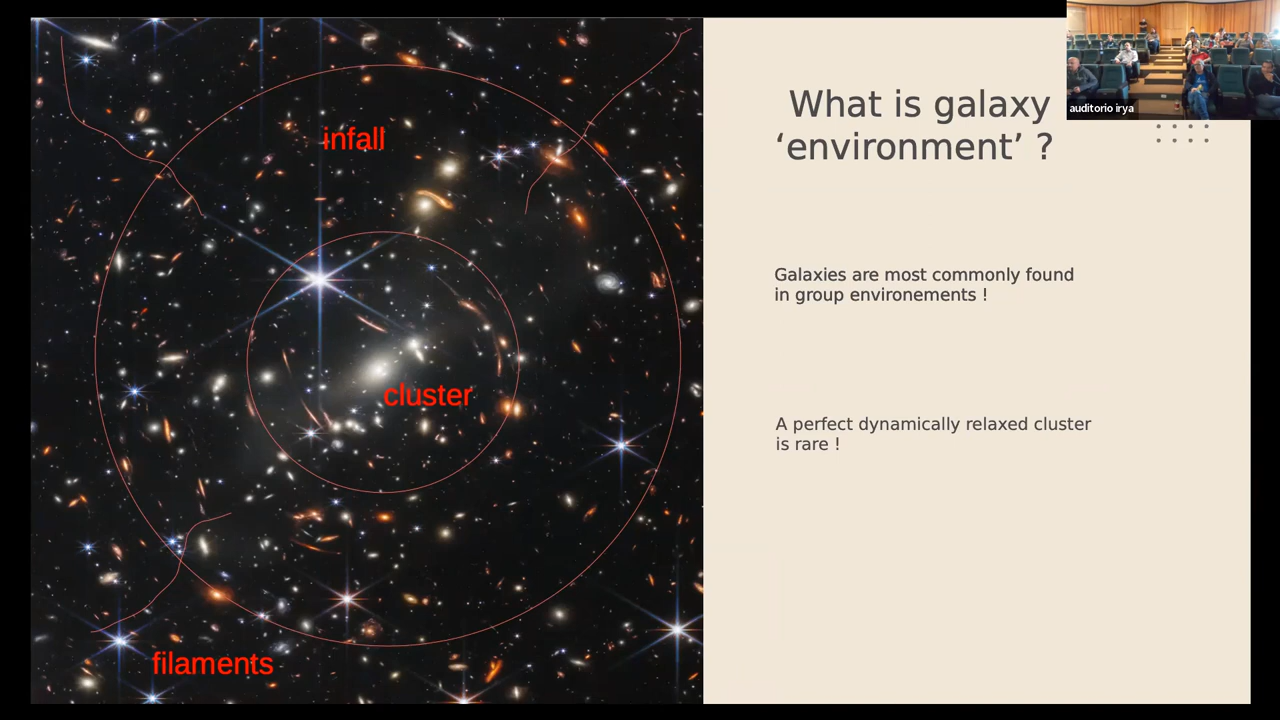 What is galaxy
‘environment’ ?
auditorio irya
infall
Galaxies are most commonly found
in group environements !
cluster
A perfect dynamically relaxed cluster
is rare !
filaments